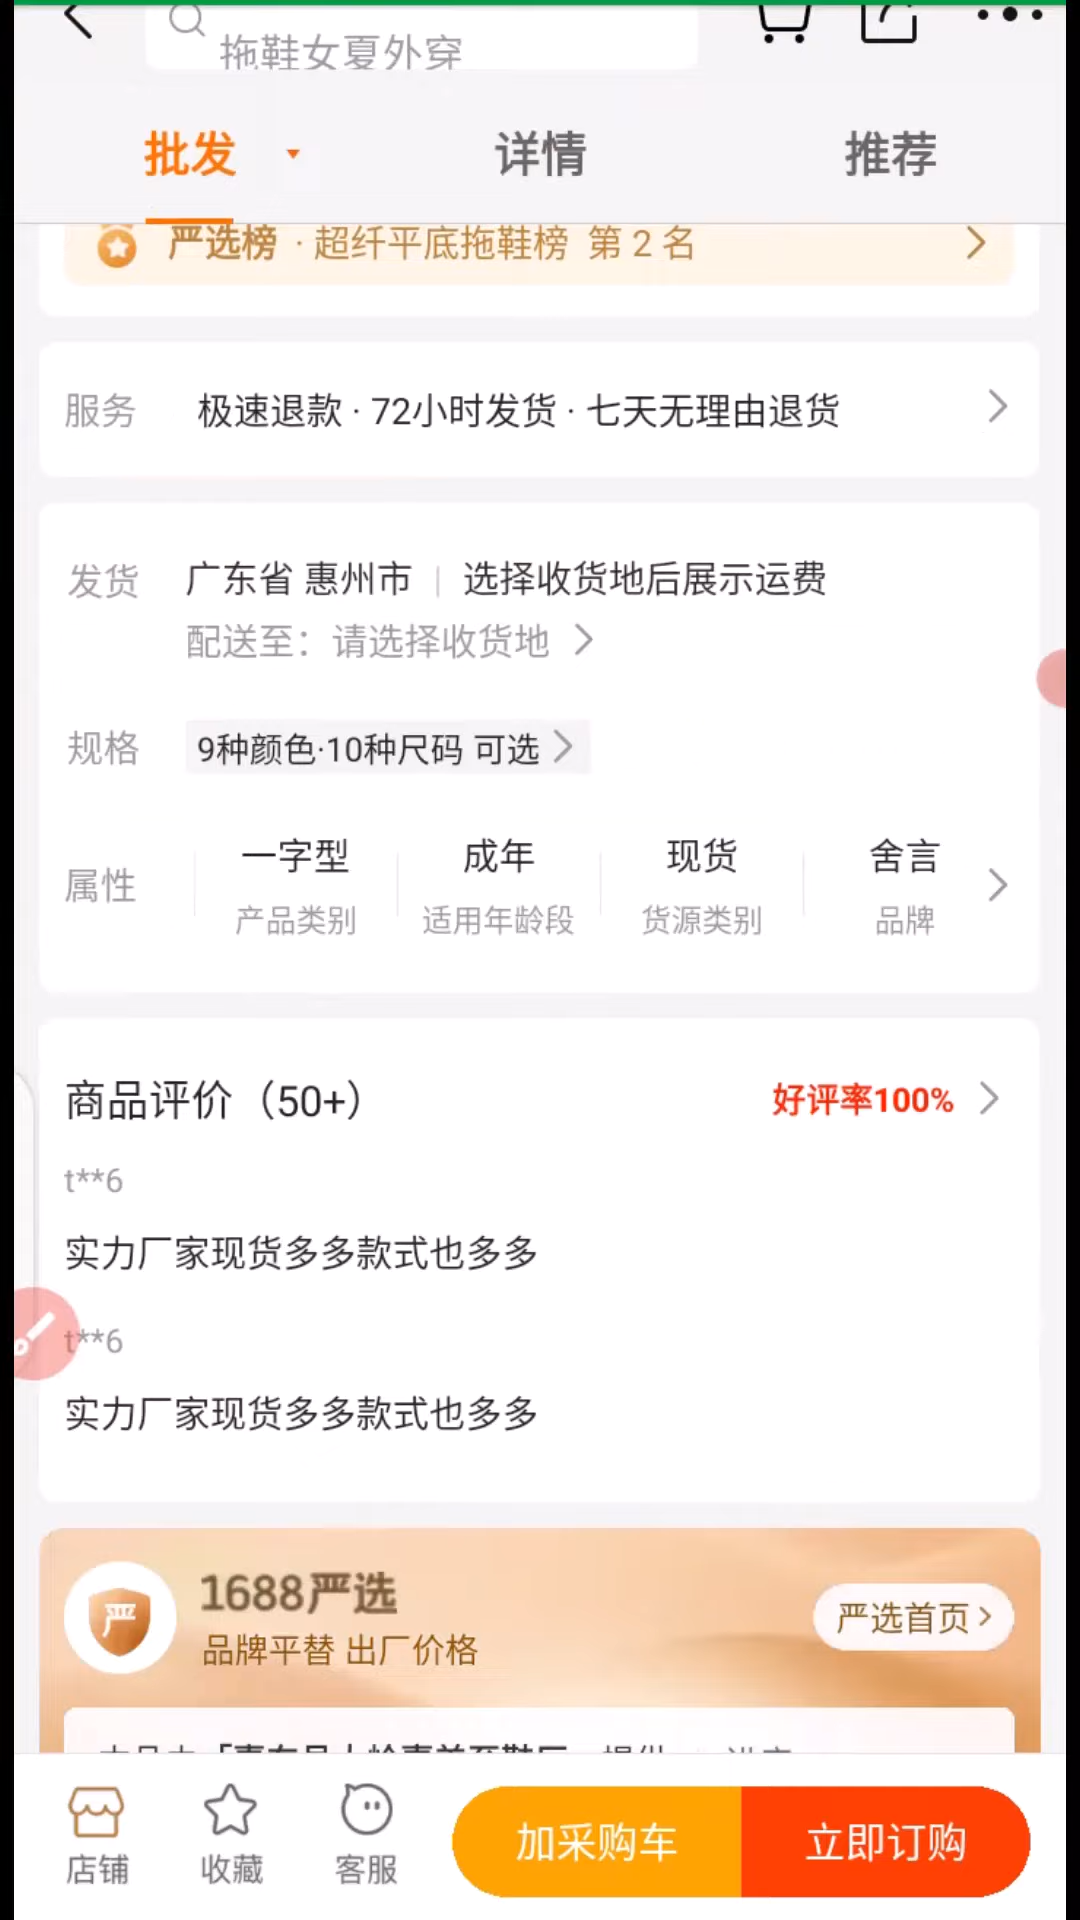 拖鞋女夏外穿
批发
详情
推荐
严选榜 · 超纤平底拖鞋榜 第 2 名
服务
极速退款 · 72小时发货 · 七天无理由退货
发货
广东省 惠州市 | 选择收货地后展示运费
配送至：请选择收货地
规格
9种颜色·10种尺码 可选
属性
一字型
产品类别
成年
适用年龄段
现货
货源类别
舍言
品牌
商品评价（50+）
好评率100%
t**6
实力厂家现货多多款式也多多
t**6
实力厂家现货多多款式也多多
严
1688严选
品牌平替 出厂价格
严选首页
店铺
收藏
客服
加采购车
立即订购